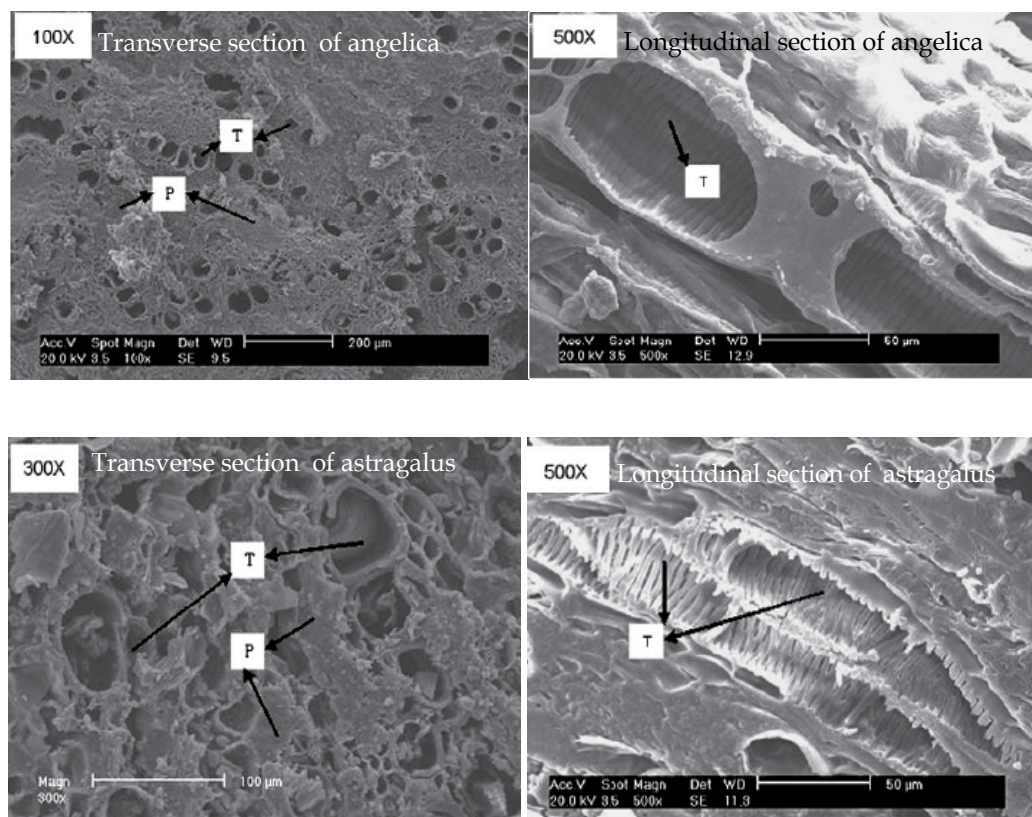 100X
Transverse section of angelica
T
P
Acc.V Spot Magn Det WD
20.0 kV 3.5 100x SE 9.5
200 µm
500X
Longitudinal section of angelica
T
Acc.V Spot Magn Det WD
20.0 kV 3.5 500x SE 12.9
50 µm
300X
Transverse section of astragalus
T
P
Magn
300x
100 µm
500X
Longitudinal section of astragalus
T
Acc.V Spot Magn Det WD
20.0 kV 3.5 500x SE 11.3
50 µm